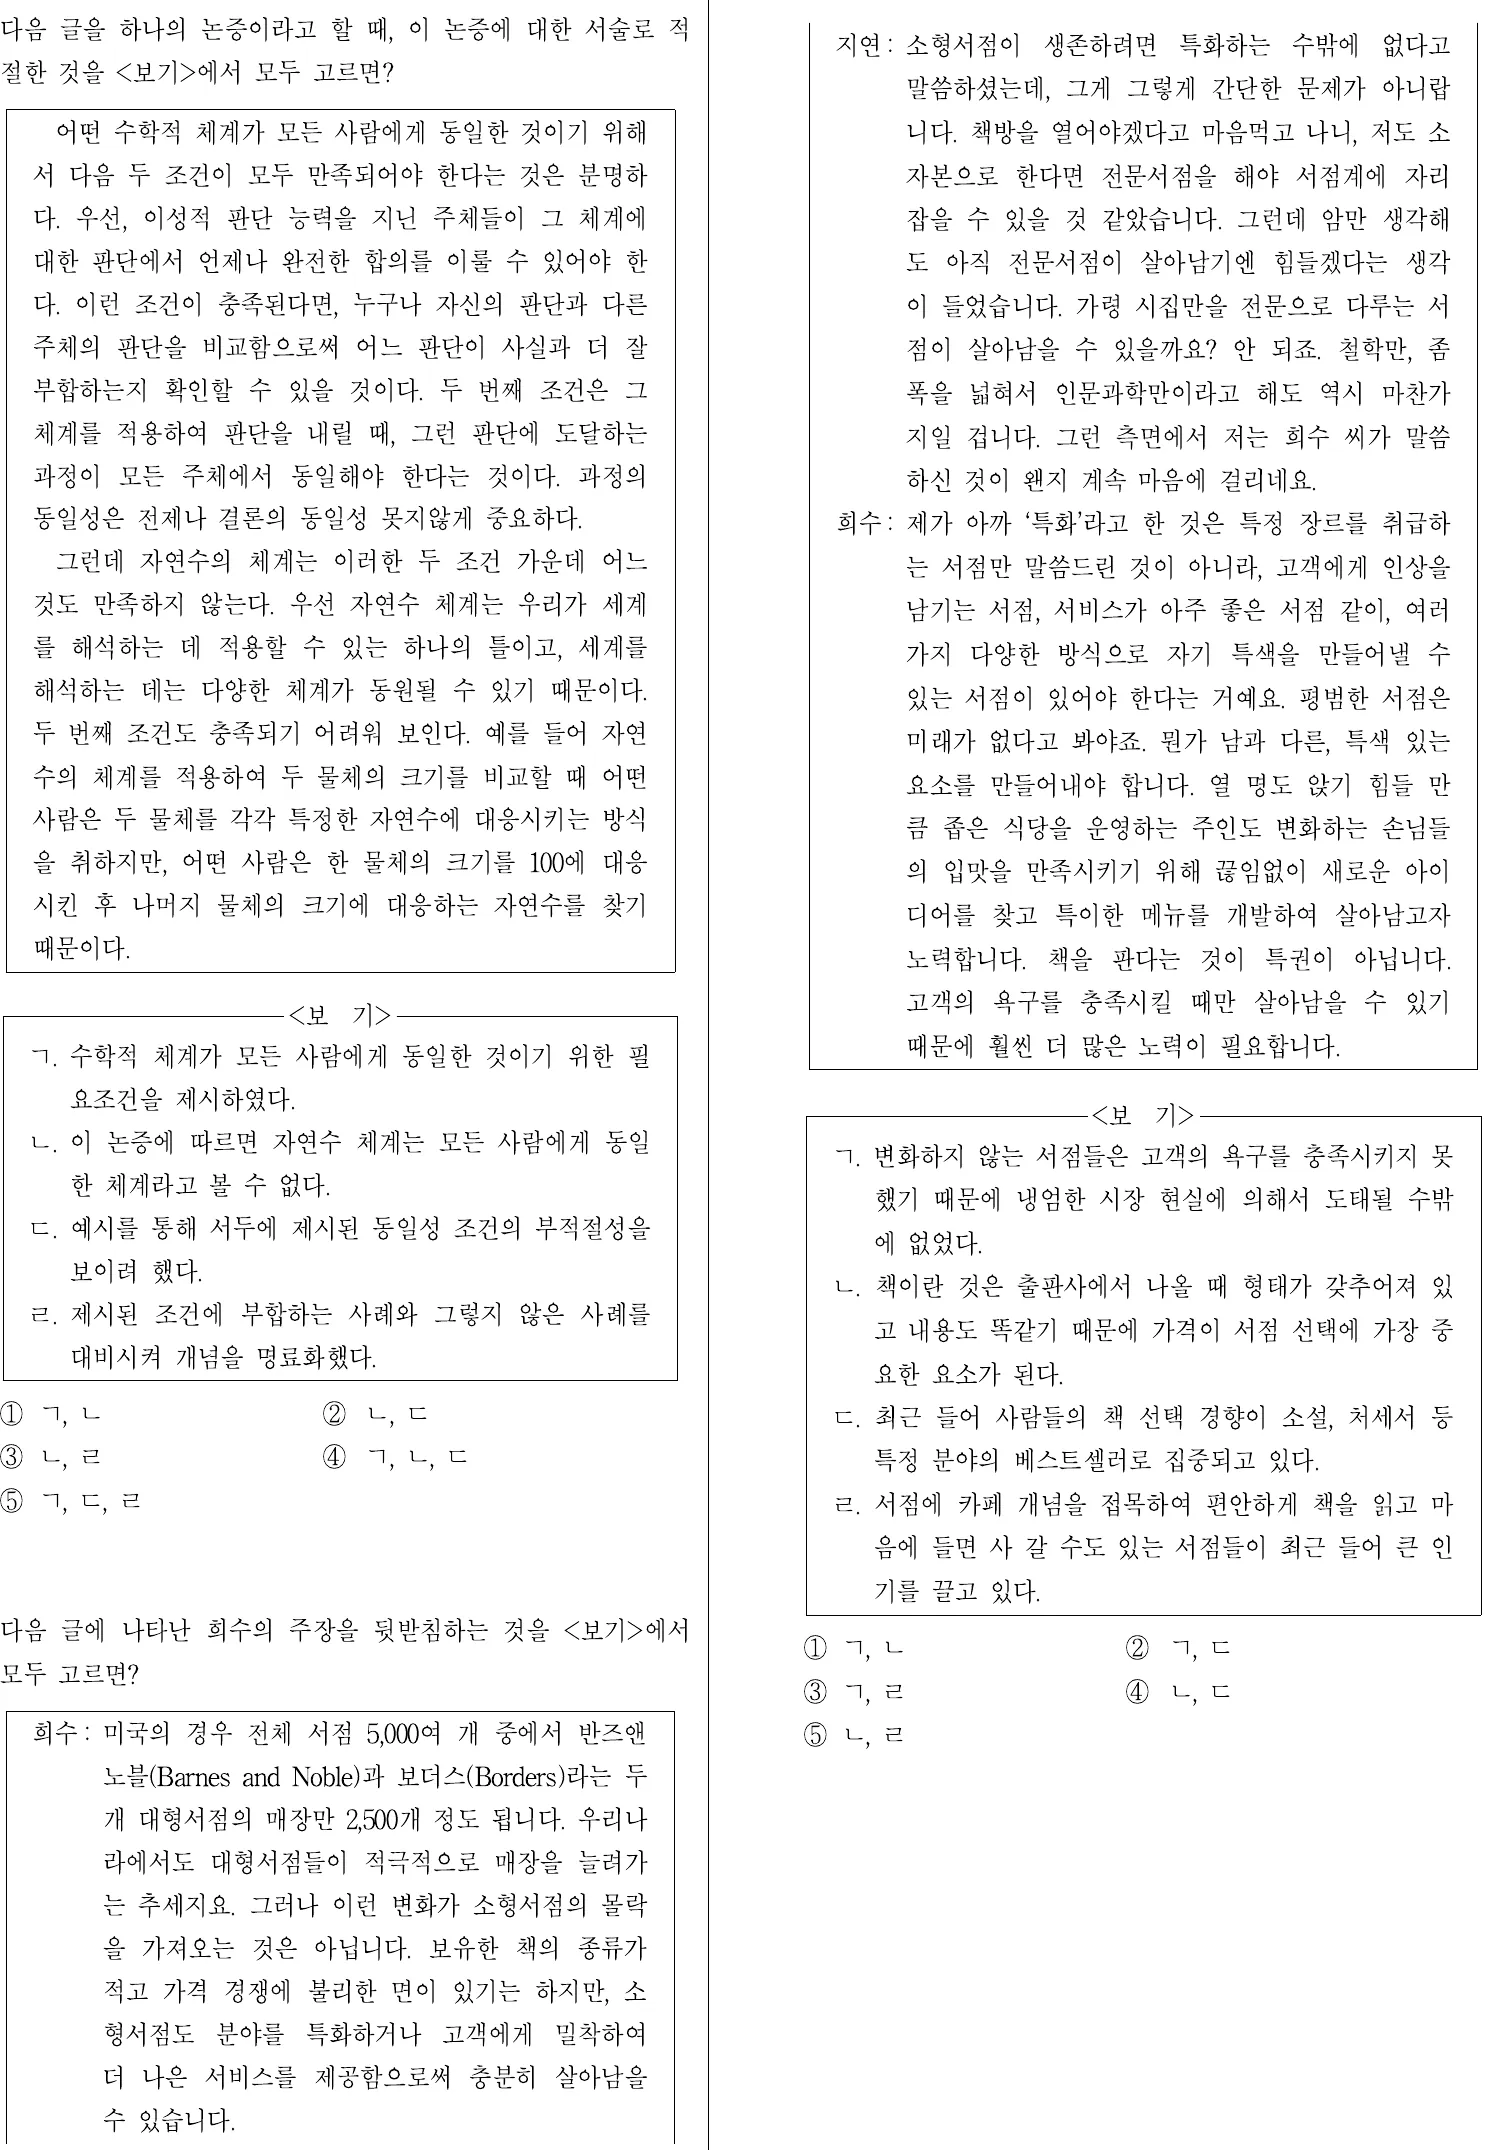 다음 글을 하나의 논증이라고 할 때, 이 논증에 대한 서술로 적
절한 것을 <보기>에서 모두 고르면?
어떤 수학적 체계가 모든 사람에게 동일한 것이기 위해
서 다음 두 조건이 모두 만족되어야 한다는 것은 분명하
다. 우선, 이성적 판단 능력을 지닌 주체들이 그 체계에
대한 판단에서 언제나 완전한 합의를 이룰 수 있어야 한
다. 이런 조건이 충족된다면, 누구나 자신의 판단과 다른
주체의 판단을 비교함으로써 어느 판단이 사실과 더 잘
부합하는지 확인할 수 있을 것이다. 두 번째 조건은 그
체계를 적용하여 판단을 내릴 때, 그런 판단에 도달하는
과정이 모든 주체에서 동일해야 한다는 것이다. 과정의
동일성은 전제나 결론의 동일성 못지않게 중요하다.
그런데 자연수의 체계는 이러한 두 조건 가운데 어느
것도 만족하지 않는다. 우선 자연수 체계는 우리가 세계
를 해석하는 데 적용할 수 있는 하나의 틀이고, 세계를
해석하는 데는 다양한 체계가 동원될 수 있기 때문이다.
두 번째 조건도 충족되기 어려워 보인다. 예를 들어 자연
수의 체계를 적용하여 두 물체의 크기를 비교할 때 어떤
사람은 두 물체를 각각 특정한 자연수에 대응시키는 방식
을 취하지만, 어떤 사람은 한 물체의 크기를 100에 대응
시킨 후 나머지 물체의 크기에 대응하는 자연수를 찾기
때문이다.
<보 기>
ㄱ. 수학적 체계가 모든 사람에게 동일한 것이기 위한 필
요조건을 제시하였다.
ㄴ. 이 논증에 따르면 자연수 체계는 모든 사람에게 동일
한 체계라고 볼 수 없다.
ㄷ. 예시를 통해 서두에 제시된 동일성 조건의 부적절성을
보이려 했다.
ㄹ. 제시된 조건에 부합하는 사례와 그렇지 않은 사례를
대비시켜 개념을 명료화했다.
① ㄱ, ㄴ ② ㄴ, ㄷ
③ ㄴ, ㄹ ④ ㄱ, ㄴ, ㄷ
⑤ ㄱ, ㄷ, ㄹ
다음 글에 나타난 희수의 주장을 뒷받침하는 것을 <보기>에서
모두 고르면?
희수 : 미국의 경우 전체 서점 5,000여 개 중에서 반즈앤
노블(Barnes and Noble)과 보더스(Borders)라는 두
개 대형서점의 매장만 2,500개 정도 됩니다. 우리나
라에서도 대형서점들이 적극적으로 매장을 늘려가
는 추세지요. 그러나 이런 변화가 소형서점의 몰락
을 가져오는 것은 아닙니다. 보유한 책의 종류가
적고 가격 경쟁에 불리한 면이 있기는 하지만, 소
형서점도 분야를 특화하거나 고객에게 밀착하여
더 나은 서비스를 제공함으로써 충분히 살아남을
수 있습니다.
지연 : 소형서점이 생존하려면 특화하는 수밖에 없다고
말씀하셨는데, 그게 그렇게 간단한 문제가 아니랍
니다. 책방을 열어야겠다고 마음먹고 나니, 저도 소
자본으로 한다면 전문서점을 해야 서점계에 자리
잡을 수 있을 것 같았습니다. 그런데 암만 생각해
도 아직 전문서점이 살아남기엔 힘들겠다는 생각
이 들었습니다. 가령 시집만을 전문으로 다루는 서
점이 살아남을 수 있을까요? 안 되죠. 철학만, 좀
폭을 넓혀서 인문과학만이라고 해도 역시 마찬가
지일 겁니다. 그런 측면에서 저는 희수 씨가 말씀
하신 것이 왠지 계속 마음에 걸리네요.
희수 : 제가 아까 ‘특화’라고 한 것은 특정 장르를 취급하
는 서점만 말씀드린 것이 아니라, 고객에게 인상을
남기는 서점, 서비스가 아주 좋은 서점 같이, 여러
가지 다양한 방식으로 자기 특색을 만들어낼 수
있는 서점이 있어야 한다는 거예요. 평범한 서점은
미래가 없다고 봐야죠. 뭔가 남과 다른, 특색 있는
요소를 만들어내야 합니다. 열 명도 앉기 힘들 만
큼 좁은 식당을 운영하는 주인도 변화하는 손님들
의 입맛을 만족시키기 위해 끊임없이 새로운 아이
디어를 찾고 특이한 메뉴를 개발하여 살아남고자
노력합니다. 책을 판다는 것이 특권이 아닙니다.
고객의 욕구를 충족시킬 때만 살아남을 수 있기
때문에 훨씬 더 많은 노력이 필요합니다.
<보 기>
ㄱ. 변화하지 않는 서점들은 고객의 욕구를 충족시키지 못
했기 때문에 냉엄한 시장 현실에 의해서 도태될 수밖
에 없었다.
ㄴ. 책이란 것은 출판사에서 나올 때 형태가 갖추어져 있
고 내용도 똑같기 때문에 가격이 서점 선택에 가장 중
요한 요소가 된다.
ㄷ. 최근 들어 사람들의 책 선택 경향이 소설, 처세서 등
특정 분야의 베스트셀러로 집중되고 있다.
ㄹ. 서점에 카페 개념을 접목하여 편안하게 책을 읽고 마
음에 들면 사 갈 수도 있는 서점들이 최근 들어 큰 인
기를 끌고 있다.
① ㄱ, ㄴ ② ㄱ, ㄷ
③ ㄱ, ㄹ ④ ㄴ, ㄷ
⑤ ㄴ, ㄹ